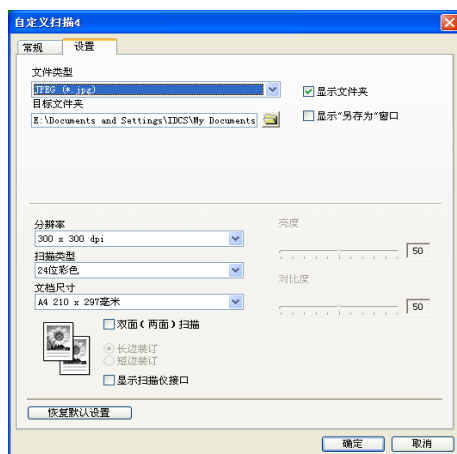 自定义扫描4
常规 设置
文件类型
JPEG (*.jpg)
显示文件夹
目标文件夹
E:\Documents and Settings\IDCS\My Documents
显示“另存为”窗口
分辨率
300 x 300 dpi
亮度
50
扫描类型
24位彩色
对比度
文档尺寸
A4 210 x 297毫米
50
双面(两面)扫描
长边装订
短边装订
显示扫描仪接口
恢复默认设置
确定 取消